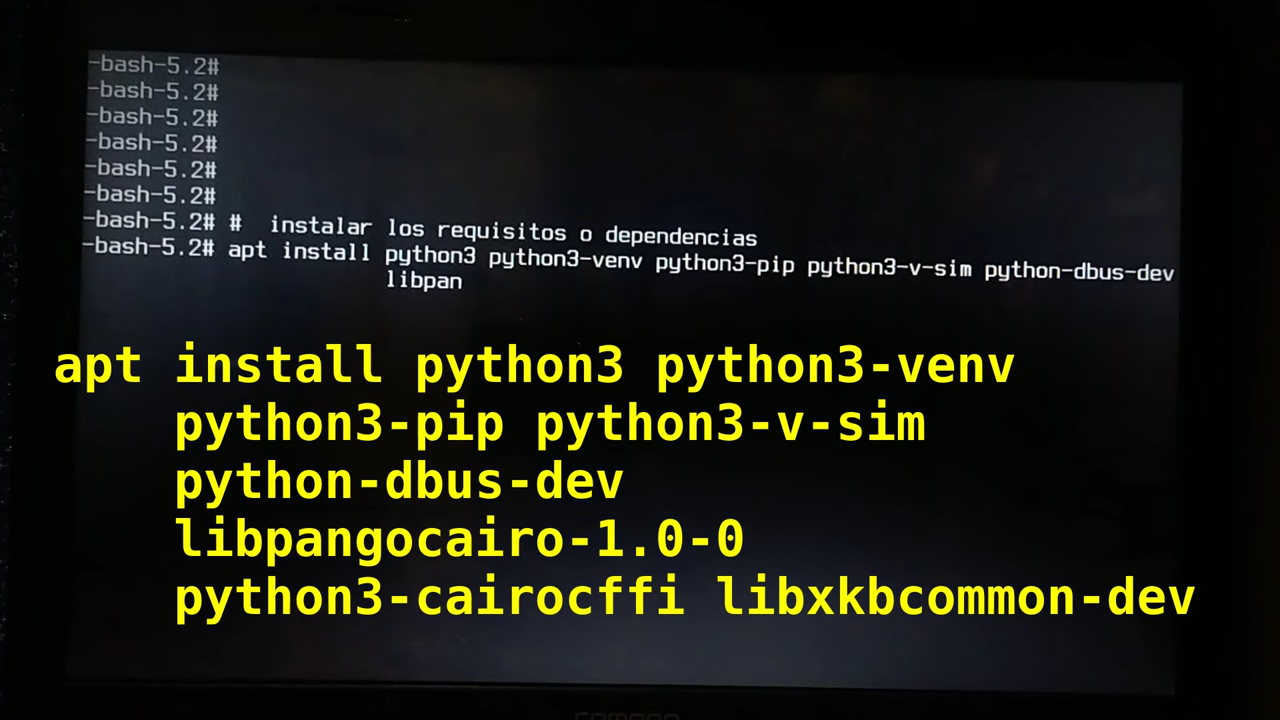 -bash-5.2#
-bash-5.2#
-bash-5.2#
-bash-5.2#
-bash-5.2#
-bash-5.2#
-bash-5.2# #  instalar los requisitos o dependencias
-bash-5.2# apt install python3 python3-venv python3-pip python3-v-sim python-dbus-dev
libpan
apt install python3 python3-venv
python3-pip python3-v-sim
python-dbus-dev
libpangocairo-1.0-0
python3-cairocffi libxkbcommon-dev